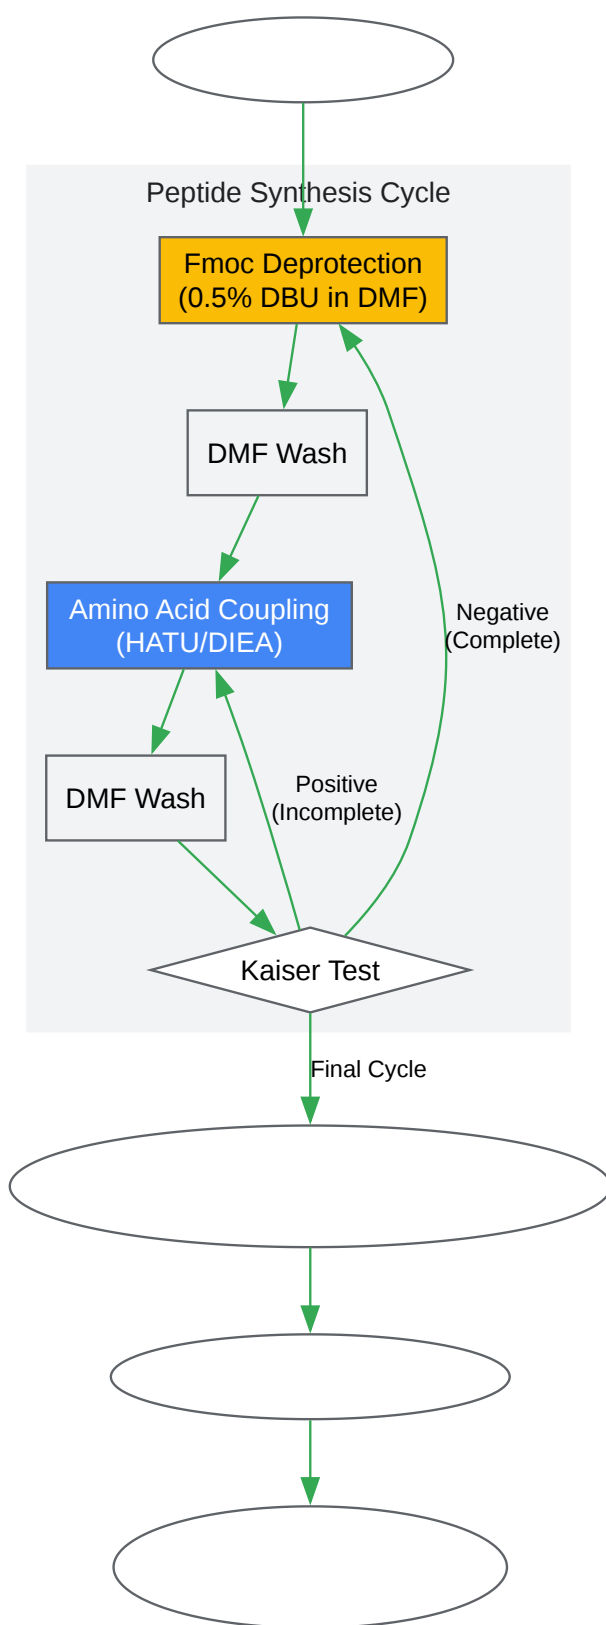 Peptide Synthesis Cycle
Fmoc Deprotection
(0.5% DBU in DMF)
DMF Wash
Amino Acid Coupling
(HATU/DIEA)
Negative
(Complete)
DMF Wash
Positive
(Incomplete)
Kaiser Test
Final Cycle